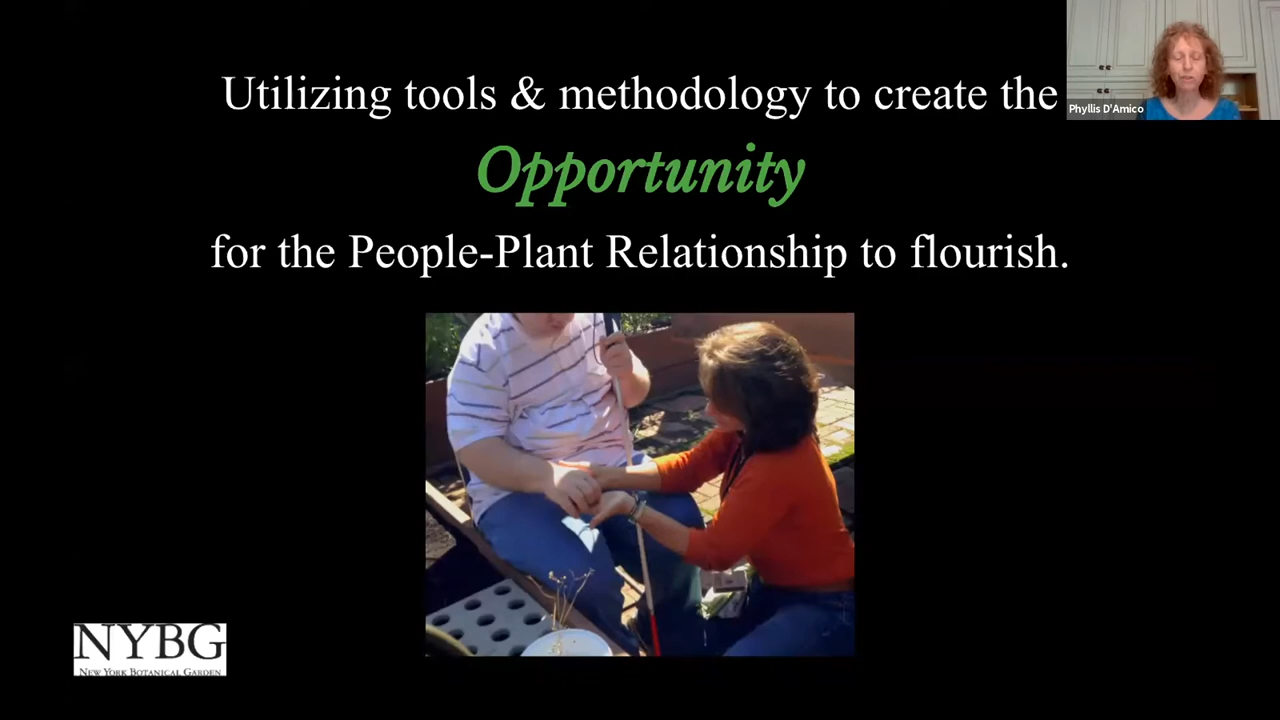 Utilizing tools & methodology to create the
Phyllis D'Amico
Opportunity
for the People-Plant Relationship to flourish.
NYBG
NEW YORK BOTANICAL GARDEN